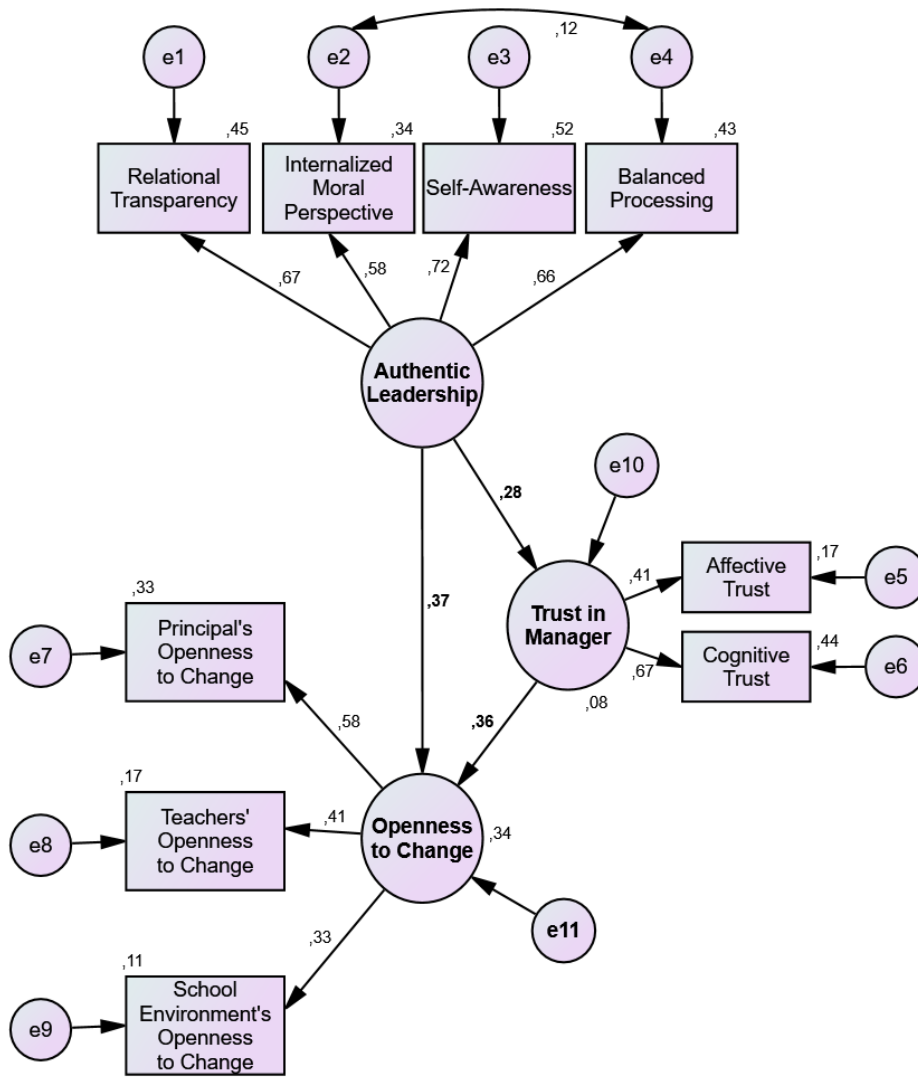 ,12
e1
e2
e3
e4
,45
,34
,52
,43
Relational
Transparency
Internalized
Moral
Perspective
Self-Awareness
Balanced
Processing
,67
,58
,72
,66
Authentic
Leadership
e10
,28
,37
Trust in
Manager
,08
,41
,67
Affective
Trust
,17
e5
Cognitive
Trust
,44
e6
,36
,33
e7
Principal's
Openness
to Change
,58
,17
e8
Teachers'
Openness
to Change
,41
Openness
to Change
,34
e11
,33
,11
e9
School
Environment's
Openness
to Change